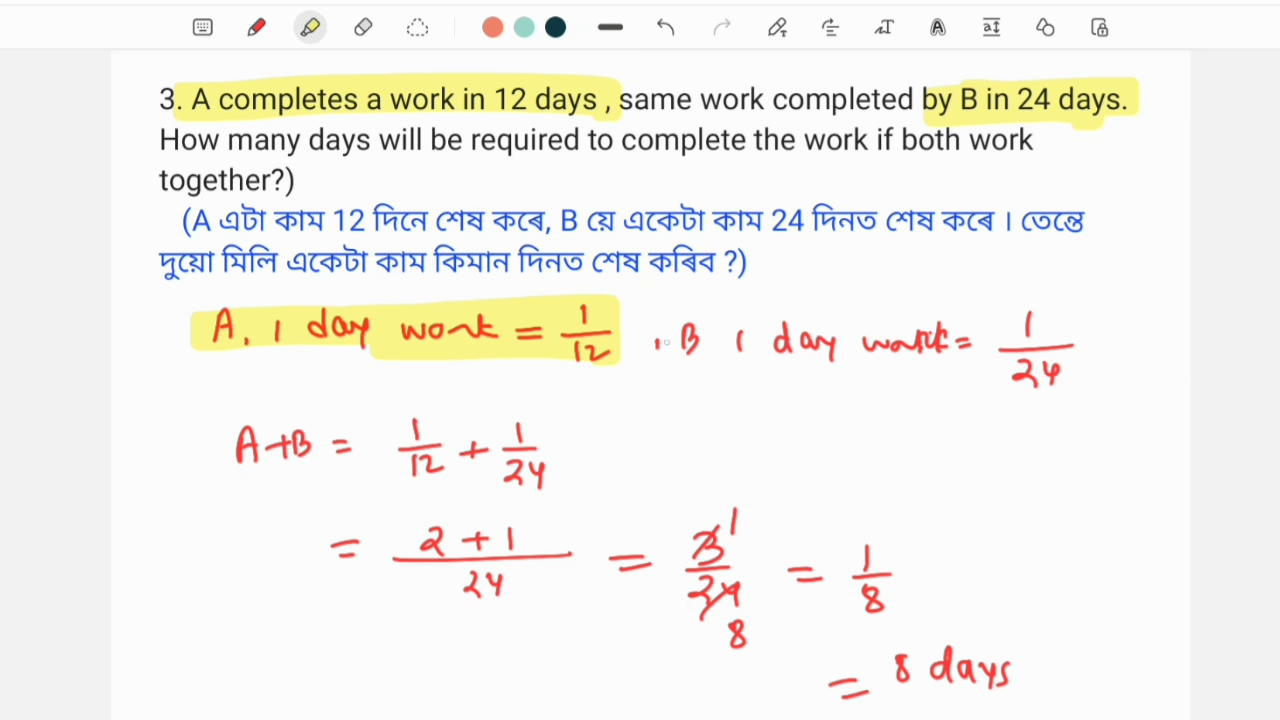 3. A completes a work in 12 days , same work completed by B in 24 days.
How many days will be required to complete the work if both work
together?)
(A এটা কাম 12 দিনে শেষ কৰে, B য়ে একেটা কাম 24 দিনত শেষ কৰে । তেন্তে
দুয়ো মিলি একেটা কাম কিমান দিনত শেষ কৰিব ?)
A, 1 day work = 1/12 , B 1 day work = 1/24
A+B = 1/12 + 1/24
= 2 + 1/24 = 3/24 1 8 = 1/8
= 8 days